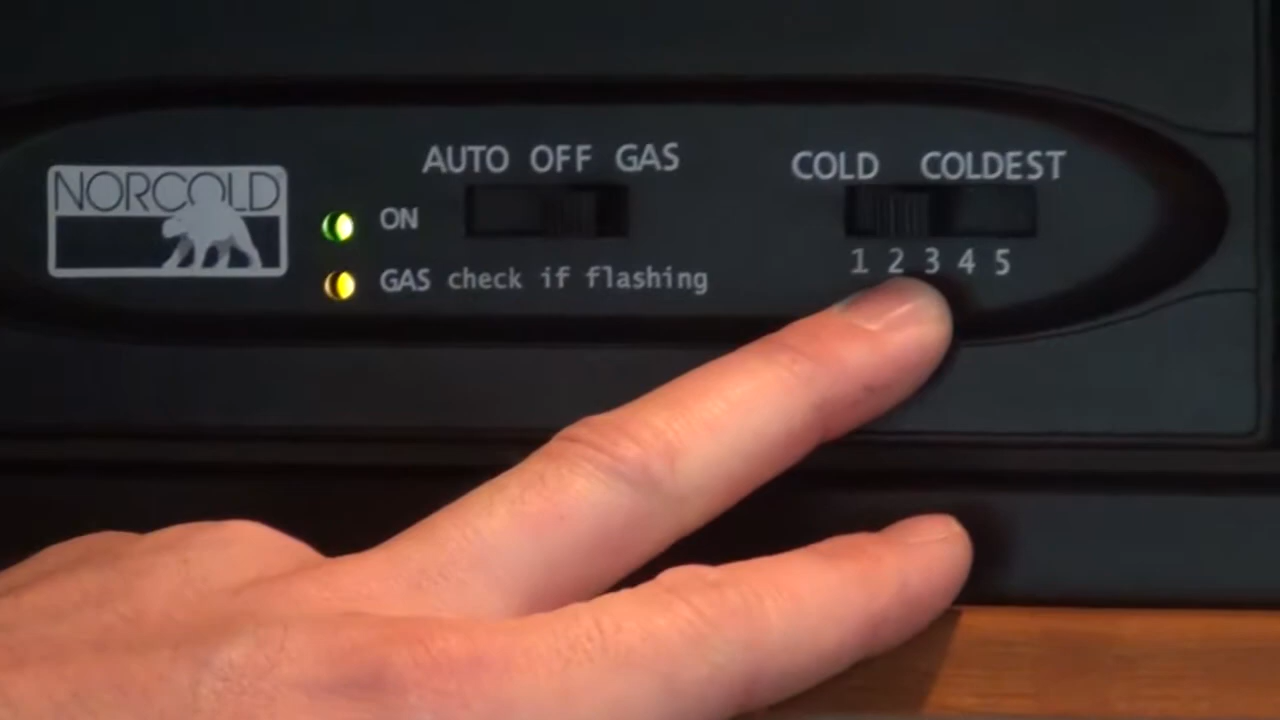 NORCOLD
AUTO OFF GAS
ON
GAS check if flashing
COLD COLDEST
1 2 3 4 5